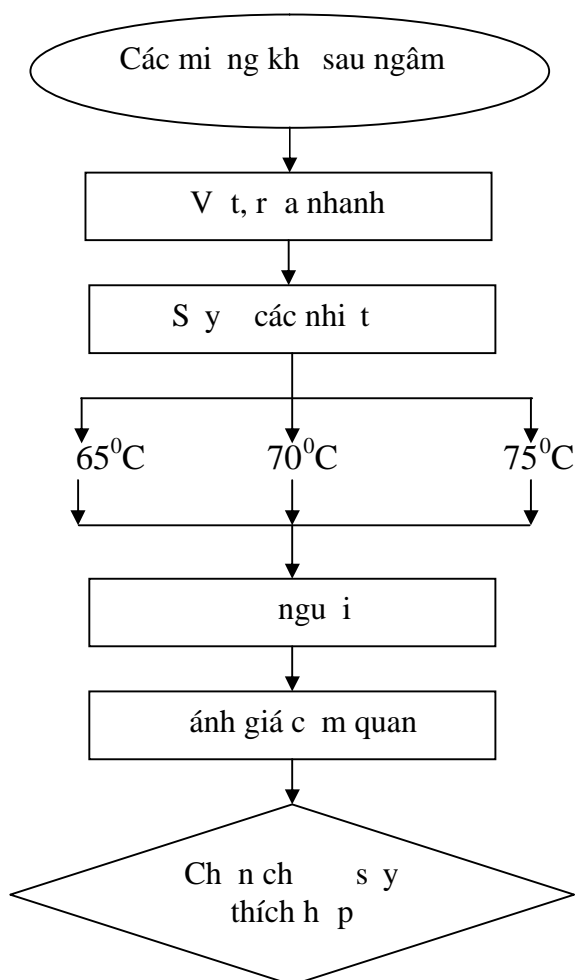 Các mi ng kh sau ngâm
V t, r a nhanh
S y các nhi t
65⁰C 70⁰C 75⁰C
ngu i
ánh giá c m quan
Ch n ch s y
thích h p